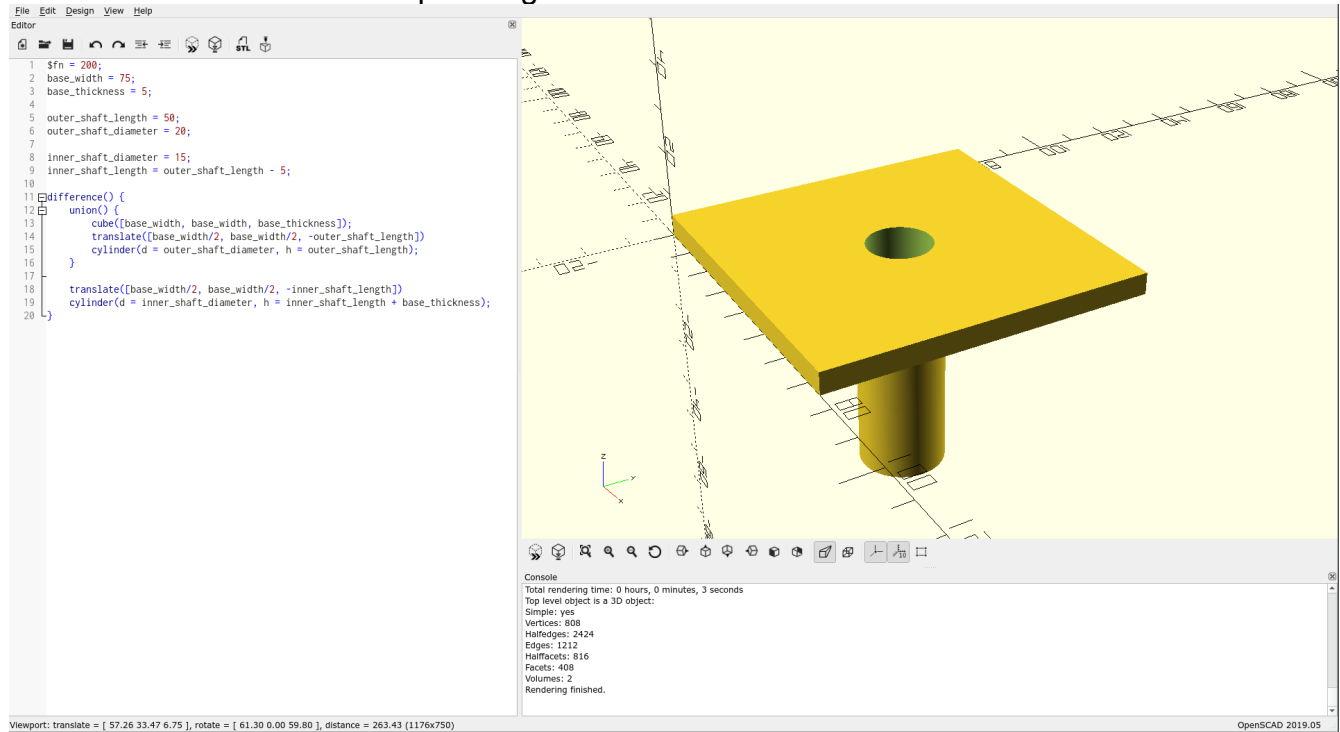 File Edit Design View Help
Editor
STL
1 $fn = 200;
2 base_width = 75;
3 base_thickness = 5;
4
5 outer_shaft_length = 50;
6 outer_shaft_diameter = 20;
7
8 inner_shaft_diameter = 15;
9 inner_shaft_length = outer_shaft_length - 5;
10
11 difference() {
12     union() {
13         cube([base_width, base_width, base_thickness]);
14         translate([base_width/2, base_width/2, -outer_shaft_length])
15         cylinder(d = outer_shaft_diameter, h = outer_shaft_length);
16     }
17
18     translate([base_width/2, base_width/2, -inner_shaft_length])
19     cylinder(d = inner_shaft_diameter, h = inner_shaft_length + base_thickness);
20 }
z
y
x
10
Console
Total rendering time: 0 hours, 0 minutes, 3 seconds
Top level object is a 3D object:
Simple: yes
Vertices: 808
Halfedges: 2424
Edges: 1212
Halffacets: 816
Facets: 408
Volumes: 2
Rendering finished.
Viewport: translate = [ 57.26 33.47 6.75 ], rotate = [ 61.30 0.00 59.80 ], distance = 263.43 (1176x750)
OpenSCAD 2019.05